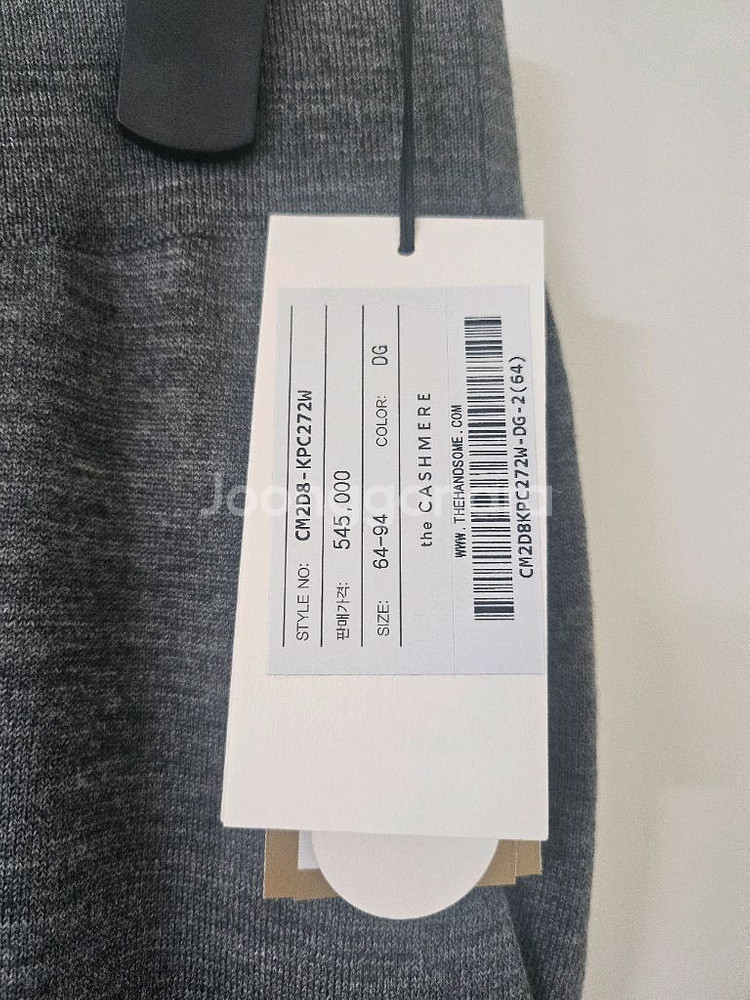 STYLE NO: CM2D8-KPC272W
판매가격: 545,000
SIZE: 64-94 COLOR: DG
the CASHMERE
WWW.THEHANDSOME.COM
CM2D8KPC272W-DG-2(64)
Joonggonara